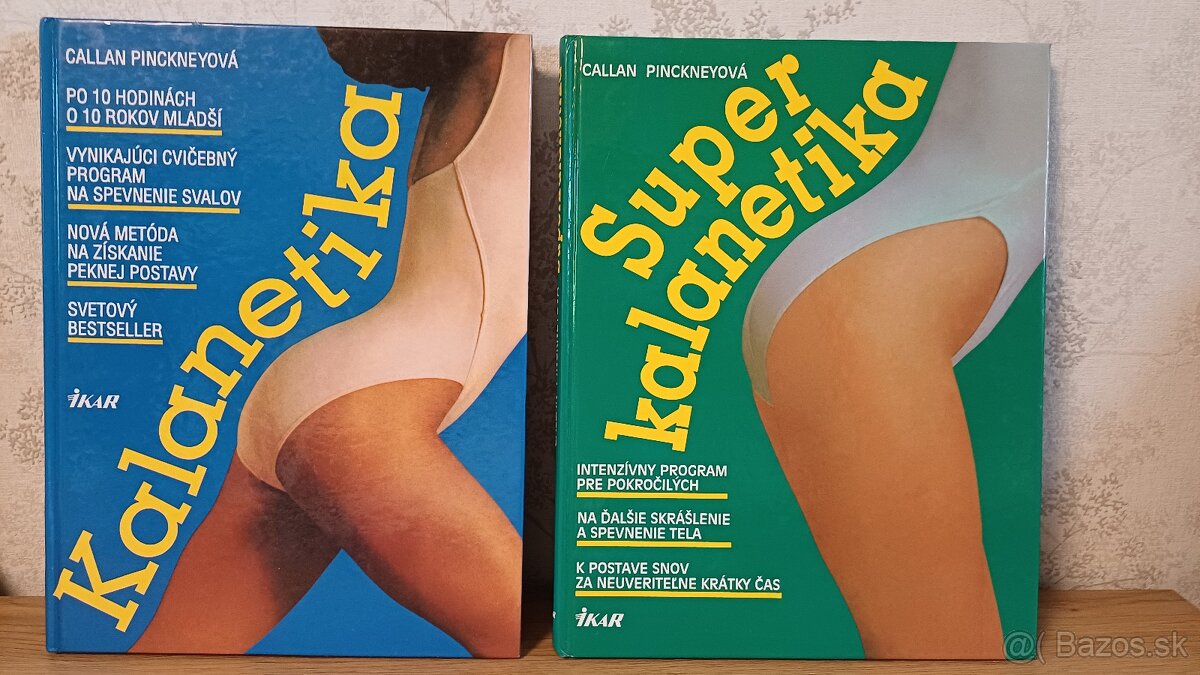 CALLAN PINCKNEYOVÁ
PO 10 HODINÁCH
O 10 ROKOV MLADŠÍ
VYNIKAJÚCI CVIČEBNÝ
PROGRAM
NA SPEVNENIE SVALOV
NOVÁ METÓDA
NA ZÍSKANIE
PEKNEJ POSTAVY
SVETOVÝ
BESTSELLER
IKAR
Kalanetika
CALLAN PINCKNEYOVÁ
Super
kalanetika
INTENZÍVNY PROGRAM
PRE POKROČILÝCH
NA ĎALŠIE SKRÁŠLENIE
A SPEVNENIE TELA
K POSTAVE SNOV
ZA NEUVERITEĽNE KRÁTKY ČAS
IKAR
@( Bazos.sk